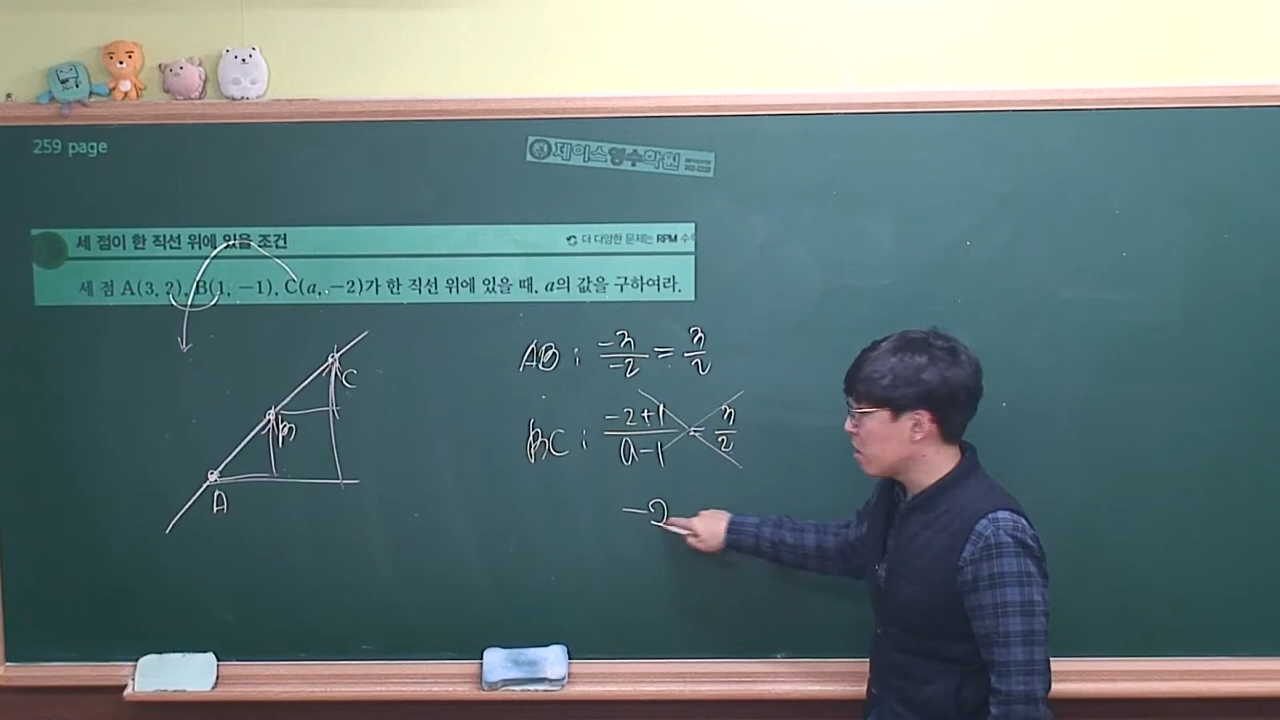 259 page
제이스영수학원
세 점이 한 직선 위에 있을 조건
더 다양한 문제는 RPM 수
세 점 A(3, 2), B(1, -1), C(a, -2)가 한 직선 위에 있을 때, a의 값을 구하여라.
C
B
A
AB : -3/-2 = 3/2
BC : -2+1/a-1 = 3/2
-2